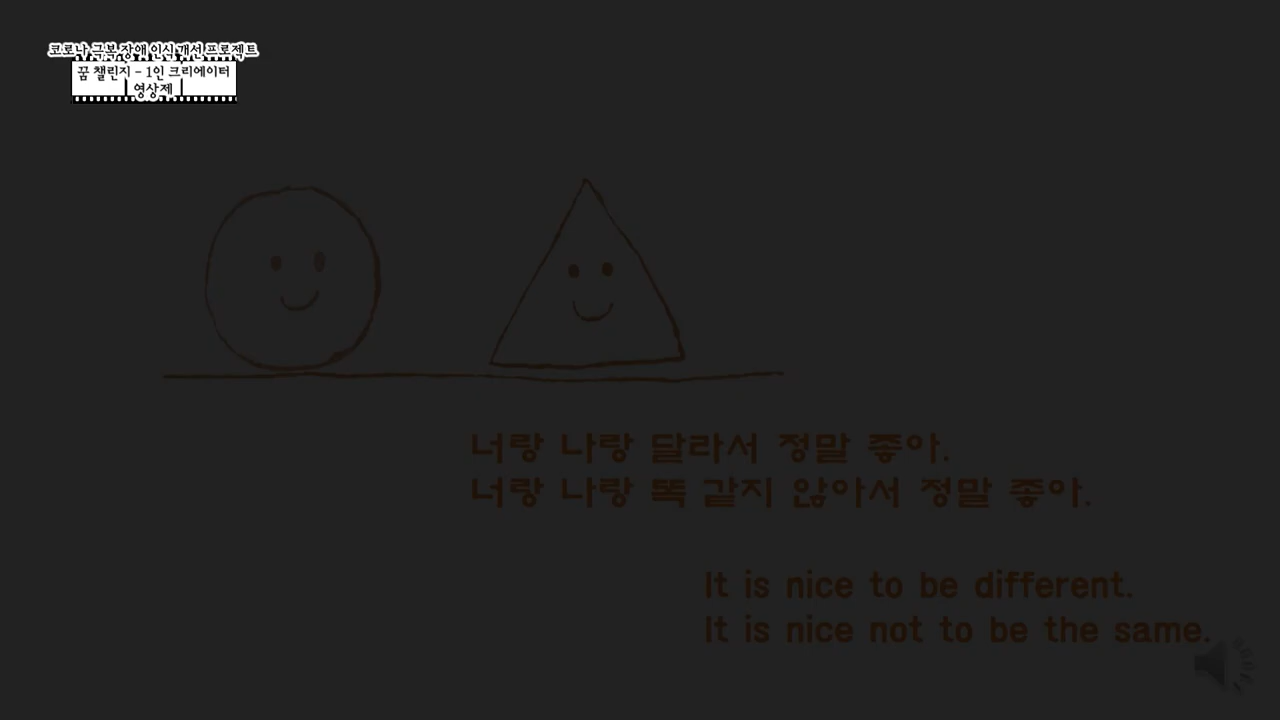 코로나 극복 장애 인식 개선 프로젝트
꿈 챌린지 - 1인 크리에이터
영상제
너랑 나랑 달라서 정말 좋아.
너랑 나랑 똑 같지 않아서 정말 좋아.
It is nice to be different.
It is nice not to be the same.